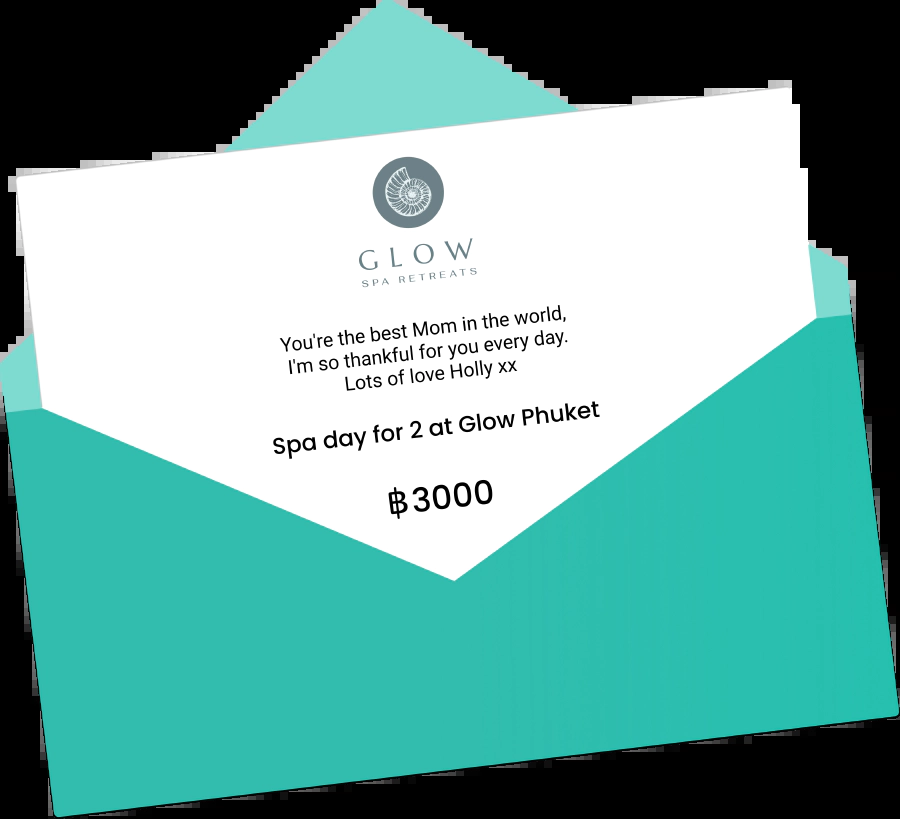 GLOW
SPA RETREATS
You're the best Mom in the world,
I'm so thankful for you every day.
Lots of love Holly xx
Spa day for 2 at Glow Phuket
฿3000